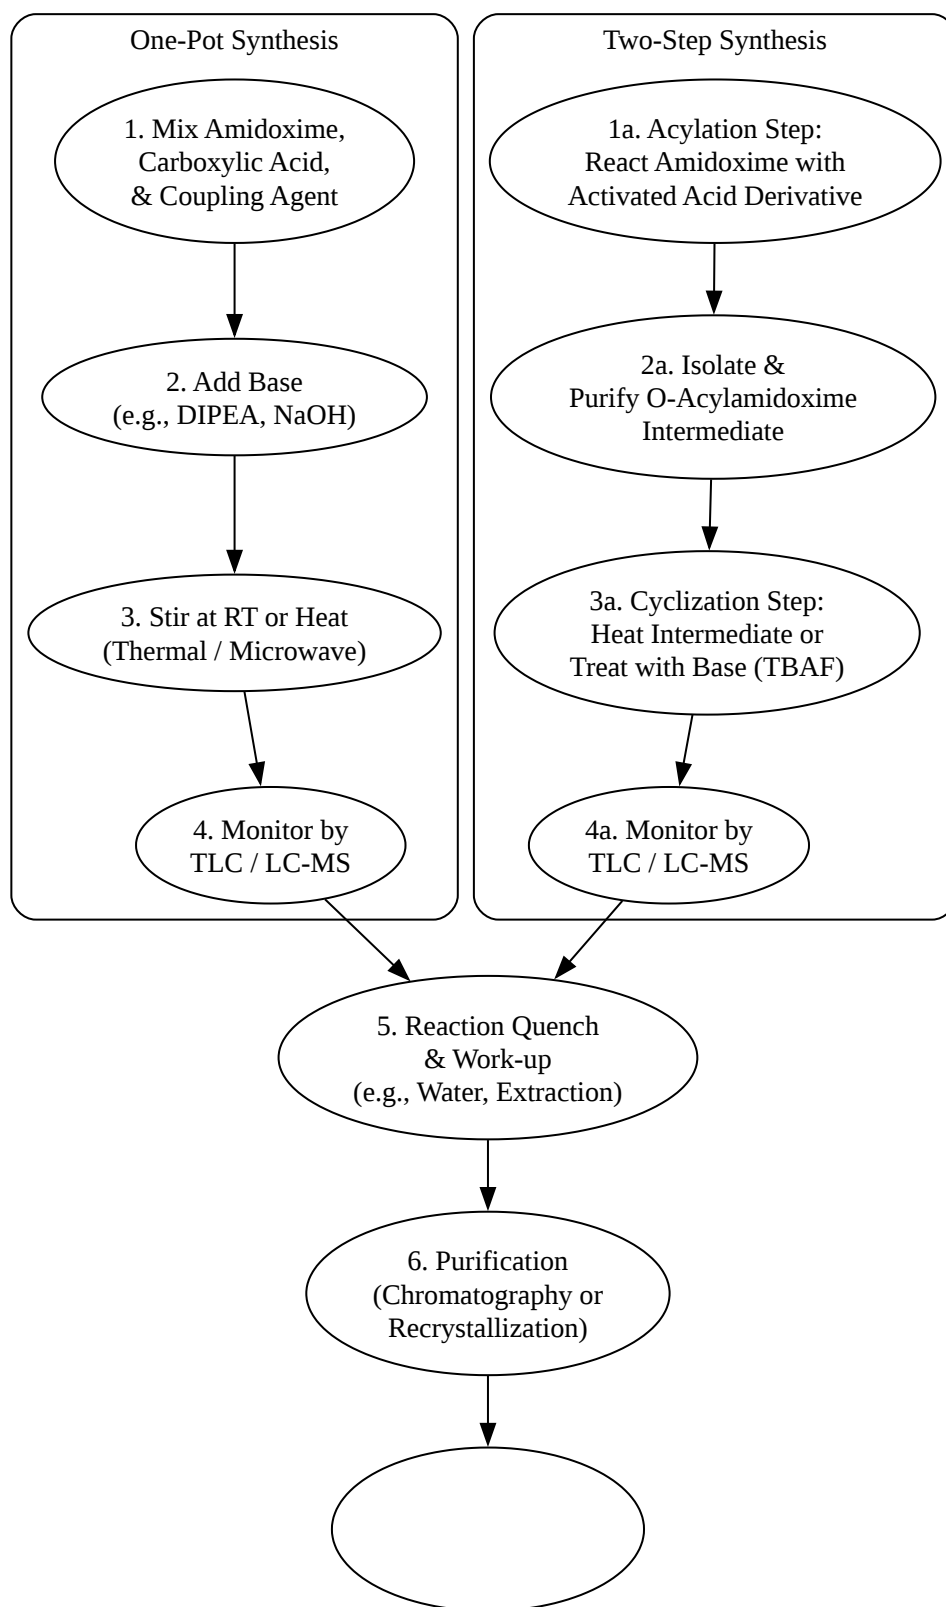 One-Pot Synthesis
1. Mix Amidoxime,
Carboxylic Acid,
& Coupling Agent
2. Add Base
(e.g., DIPEA, NaOH)
3. Stir at RT or Heat
(Thermal / Microwave)
4. Monitor by
TLC / LC-MS
Two-Step Synthesis
1a. Acylation Step:
React Amidoxime with
Activated Acid Derivative
2a. Isolate &
Purify O-Acylamidoxime
Intermediate
3a. Cyclization Step:
Heat Intermediate or
Treat with Base (TBAF)
4a. Monitor by
TLC / LC-MS
5. Reaction Quench
& Work-up
(e.g., Water, Extraction)
6. Purification
(Chromatography or
Recrystallization)